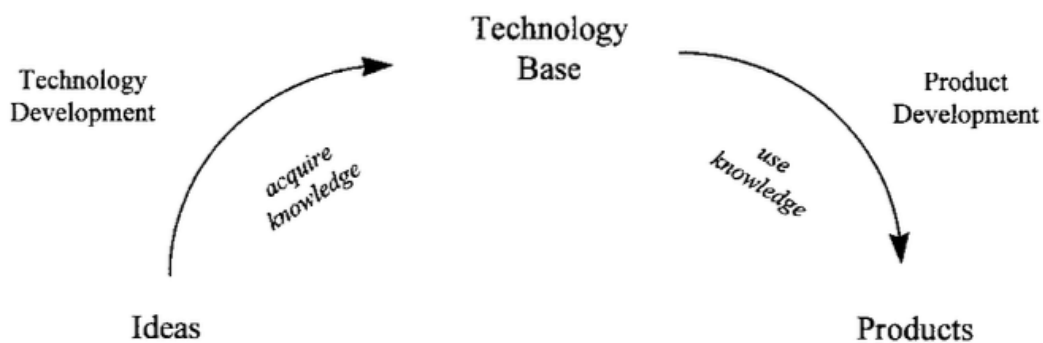 Technology
Base
Technology
Development
Product
Development
acquire
knowledge
use
knowledge
Ideas
Products